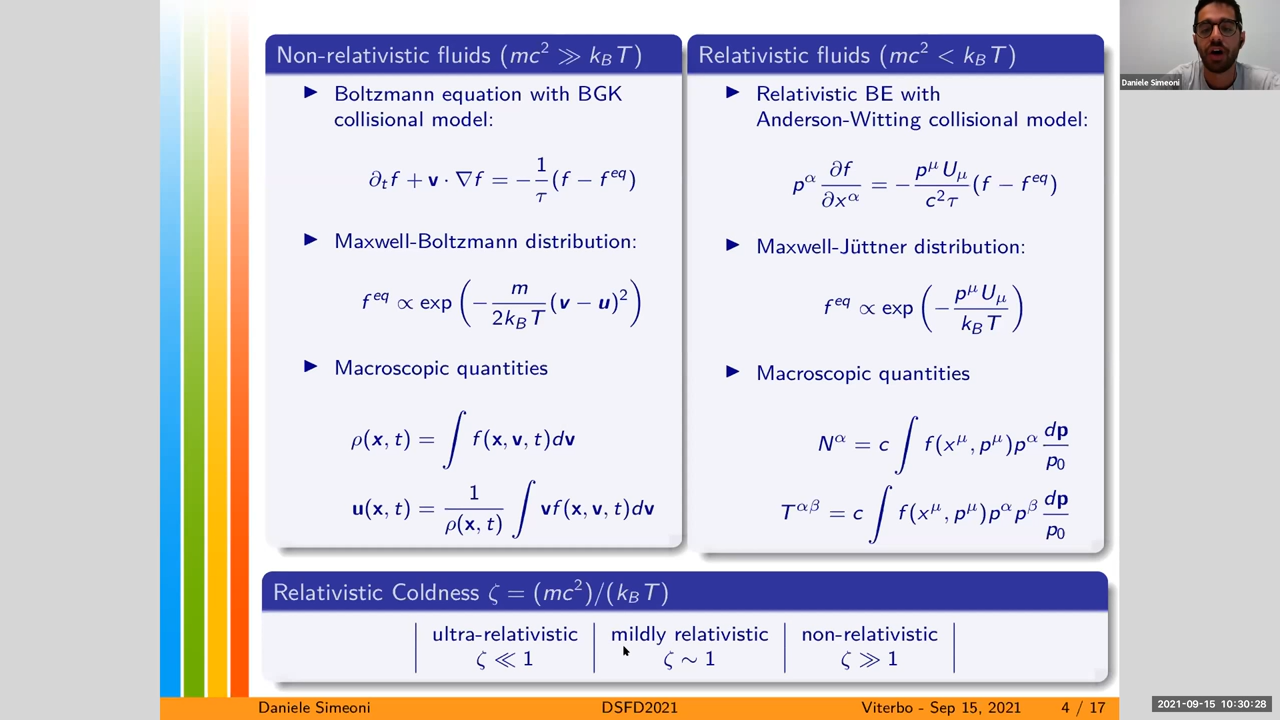 Non-relativistic fluids (mc² ≫ k_B T)
▶ Boltzmann equation with BGK
collisional model:
∂_t f + v · ∇f = −(1/τ)(f − f^{eq})
▶ Maxwell-Boltzmann distribution:
f^{eq} ∝ exp(−(m/(2k_B T))(v − u)²)
▶ Macroscopic quantities
ρ(x, t) = ∫ f(x, v, t)dv
u(x, t) = (1/ρ(x, t)) ∫ vf(x, v, t)dv
Relativistic fluids (mc² < k_B T)
▶ Relativistic BE with
Anderson-Witting collisional model:
p^α ∂f/∂x^α = −(p^μ U_μ/(c²τ))(f − f^{eq})
▶ Maxwell-Jüttner distribution:
f^{eq} ∝ exp(−p^μ U_μ/(k_B T))
▶ Macroscopic quantities
N^α = c ∫ f(x^μ, p^μ)p^α dp/p₀
T^{αβ} = c ∫ f(x^μ, p^μ)p^α p^β dp/p₀
Relativistic Coldness ζ = (mc²)/(k_B T)
ultra-relativistic | mildly relativistic | non-relativistic
ζ ≪ 1 | ζ ∼ 1 | ζ ≫ 1
Daniele Simeoni DSFD2021 Viterbo - Sep 15, 2021 4 / 17
Daniele Simeoni
2021-09-15 10:30:28